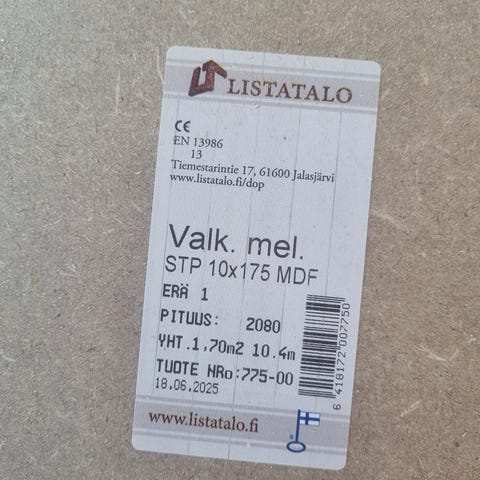 LISTATALO
CE
EN 13986
13
Tiemestarintie 17, 61600 Jalasjärvi
www.listatalo.fi/dop
Valk. mel.
STP 10x175 MDF
ERÄ 1
PITUUS: 2080
YHT.1,70m2 10.4m
TUOTE NRo:775-00
18.06.2025
6 418172 007750
www.listatalo.fi